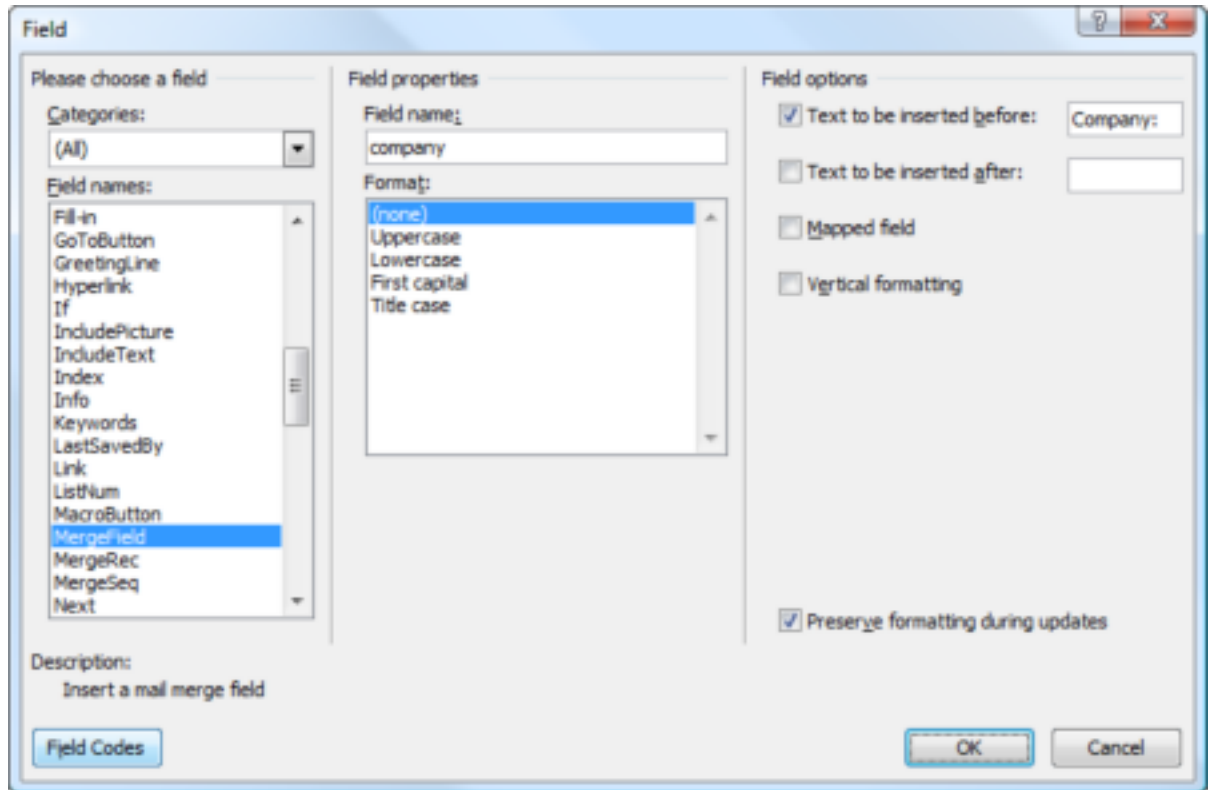 Field
Please choose a field
Categories:
(All)
Field names:
Fill-in
GoToButton
GreetingLine
Hyperlink
If
IncludePicture
IncludeText
Index
Info
Keywords
LastSavedBy
Link
ListNum
MacroButton
MergeField
MergeRec
MergeSeq
Next
Field properties
Field name:
company
Format:
(none)
Uppercase
Lowercase
First capital
Title case
Field options
Text to be inserted before: Company:
Text to be inserted after:
Mapped field
Vertical formatting
Preserve formatting during updates
Description:
Insert a mail merge field
Field Codes
OK
Cancel